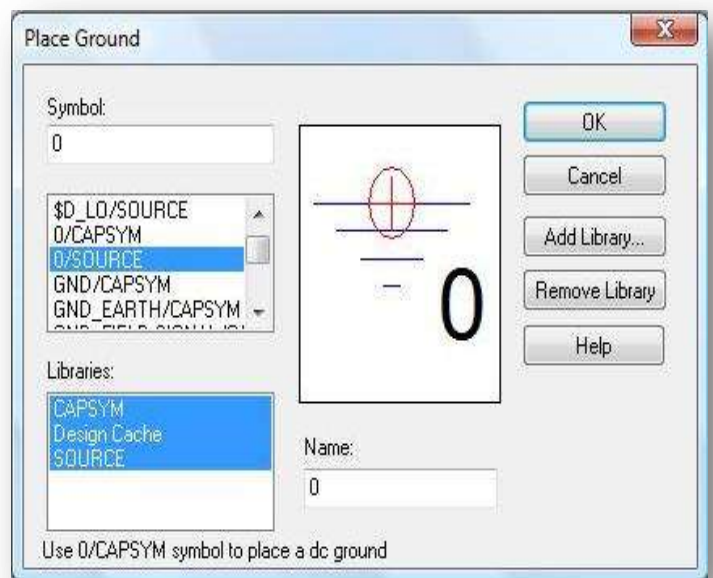 Place Ground
Symbol:
0
$D_LO/SOURCE
0/CAPSYM
0/SOURCE
GND/CAPSYM
GND_EARTH/CAPSYM
Libraries:
CAPSYM
Design Cache
SOURCE
0
Name:
0
OK
Cancel
Add Library...
Remove Library
Help
Use 0/CAPSYM symbol to place a dc ground